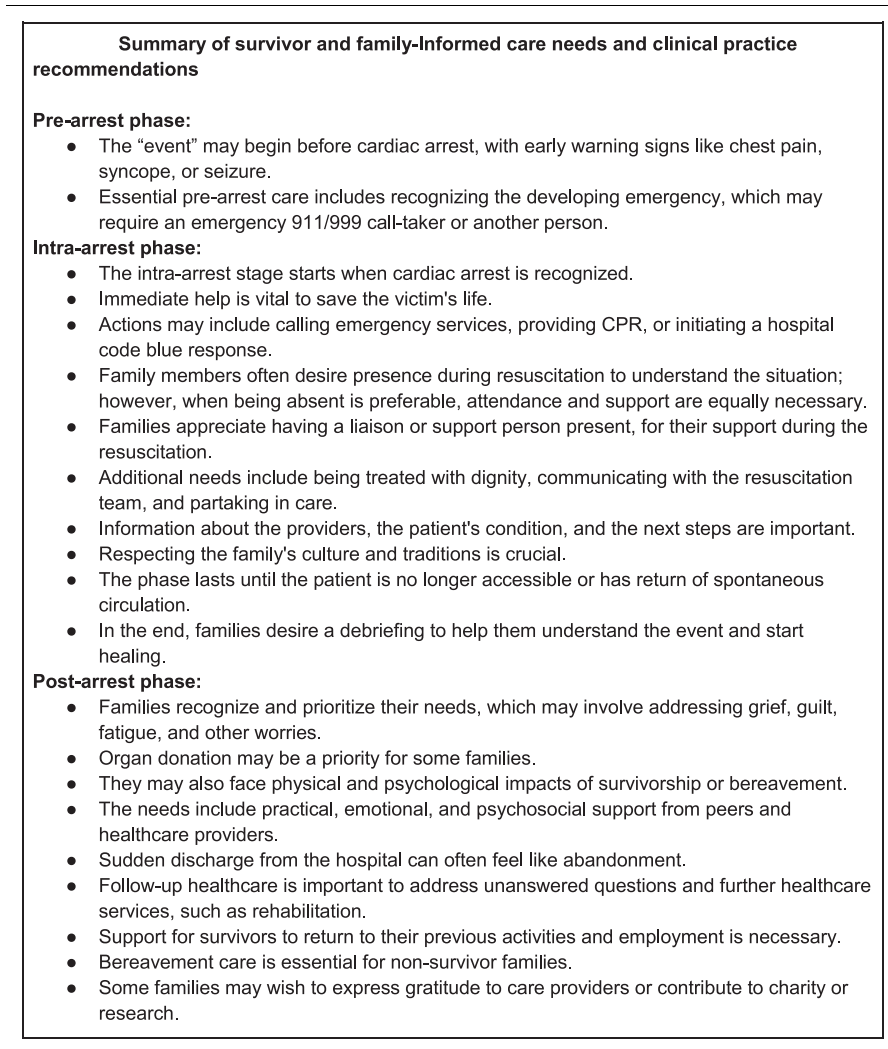 Summary of survivor and family-Informed care needs and clinical practice
recommendations
Pre-arrest phase:
● The “event” may begin before cardiac arrest, with early warning signs like chest pain,
syncope, or seizure.
● Essential pre-arrest care includes recognizing the developing emergency, which may
require an emergency 911/999 call-taker or another person.
Intra-arrest phase:
● The intra-arrest stage starts when cardiac arrest is recognized.
● Immediate help is vital to save the victim's life.
● Actions may include calling emergency services, providing CPR, or initiating a hospital
code blue response.
● Family members often desire presence during resuscitation to understand the situation;
however, when being absent is preferable, attendance and support are equally necessary.
● Families appreciate having a liaison or support person present, for their support during the
resuscitation.
● Additional needs include being treated with dignity, communicating with the resuscitation
team, and partaking in care.
● Information about the providers, the patient's condition, and the next steps are important.
● Respecting the family's culture and traditions is crucial.
● The phase lasts until the patient is no longer accessible or has return of spontaneous
circulation.
● In the end, families desire a debriefing to help them understand the event and start
healing.
Post-arrest phase:
● Families recognize and prioritize their needs, which may involve addressing grief, guilt,
fatigue, and other worries.
● Organ donation may be a priority for some families.
● They may also face physical and psychological impacts of survivorship or bereavement.
● The needs include practical, emotional, and psychosocial support from peers and
healthcare providers.
● Sudden discharge from the hospital can often feel like abandonment.
● Follow-up healthcare is important to address unanswered questions and further healthcare
services, such as rehabilitation.
● Support for survivors to return to their previous activities and employment is necessary.
● Bereavement care is essential for non-survivor families.
● Some families may wish to express gratitude to care providers or contribute to charity or
research.